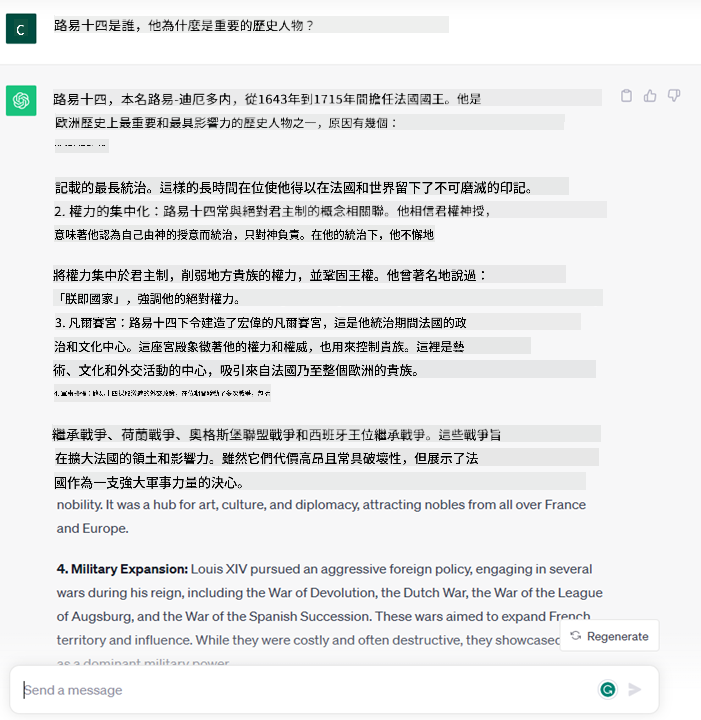 C
路易十四是誰，他為什麼是重要的歷史人物？
路易十四，本名路易-迪厄多內，從1643年到1715年間擔任法國國王。他是
歐洲歷史上最重要和最具影響力的歷史人物之一，原因有幾個：
記載的最長統治。這樣的長時間在位使他得以在法國和世界留下了不可磨滅的印記。
2. 權力的集中化：路易十四常與絕對君主制的概念相關聯。他相信君權神授，
意味著他認為自己由神的授意而統治，只對神負責。在他的統治下，他不懈地
將權力集中於君主制，削弱地方貴族的權力，並鞏固王權。他曾著名地說過：
「朕即國家」，強調他的絕對權力。
3. 凡爾賽宮：路易十四下令建造了宏偉的凡爾賽宮，這是他統治期間法國的政
治和文化中心。這座宮殿象徵著他的權力和權威，也用來控制貴族。這裡是藝
術、文化和外交活動的中心，吸引來自法國乃至整個歐洲的貴族。
繼承戰爭、荷蘭戰爭、奧格斯堡聯盟戰爭和西班牙王位繼承戰爭。這些戰爭旨
在擴大法國的領土和影響力。雖然它們代價高昂且常具破壞性，但展示了法
國作為一支強大軍事力量的決心。
nobility. It was a hub for art, culture, and diplomacy, attracting nobles from all over France
and Europe.
4. Military Expansion: Louis XIV pursued an aggressive foreign policy, engaging in several
wars during his reign, including the War of Devolution, the Dutch War, the War of the League
of Augsburg, and the War of the Spanish Succession. These wars aimed to expand French
territory and influence. While they were costly and often destructive, they showcased
as a dominant military power.
Regenerate
Send a message